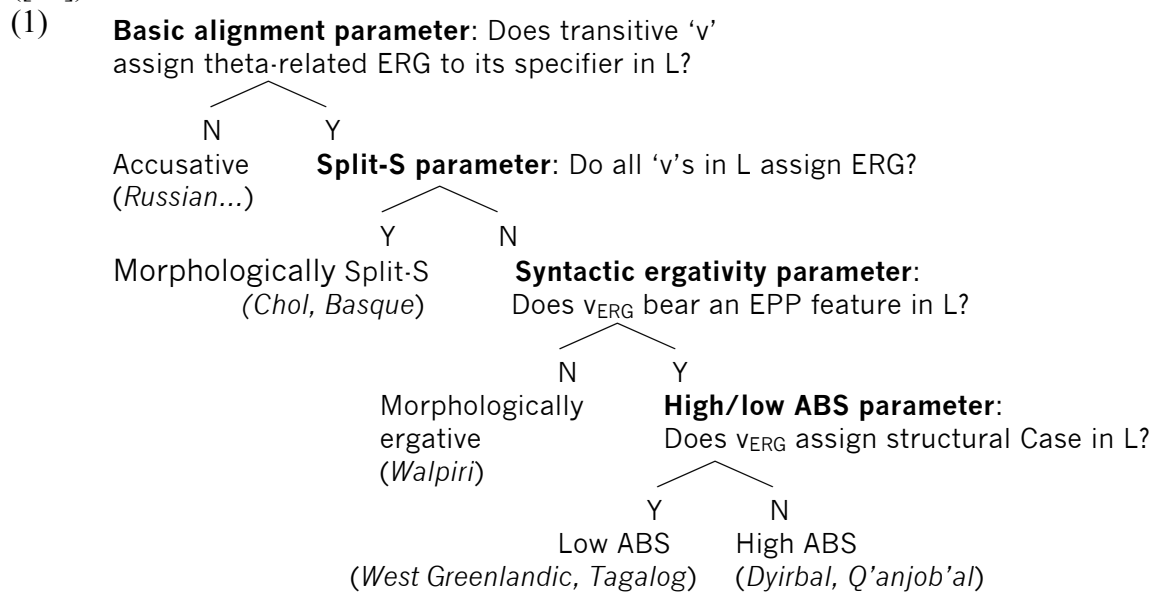 (1)
Basic alignment parameter: Does transitive ‘v’
assign theta-related ERG to its specifier in L?
N Y
Accusative Split-S parameter: Do all ‘v’s in L assign ERG?
(Russian...)
Y N
Morphologically Split-S Syntactic ergativity parameter:
(Chol, Basque) Does vERG bear an EPP feature in L?
N Y
Morphologically High/low ABS parameter:
ergative Does vERG assign structural Case in L?
(Walpiri)
Y N
Low ABS High ABS
(West Greenlandic, Tagalog) (Dyirbal, Q’anjob’al)